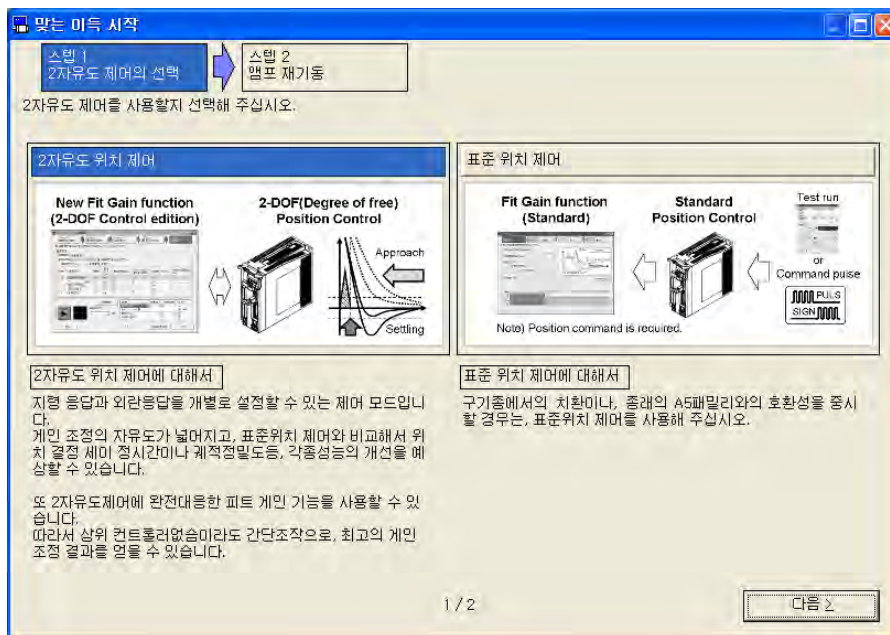 맞는 이득 시작
스텝 1
2자유도 제어의 선택
스텝 2
앰프 재기동
2자유도 제어를 사용할지 선택해 주십시오.
2자유도 위치 제어
New Fit Gain function
(2-DOF Control edition)
2-DOF(Degree of free)
Position Control
Approach
Settling
2자유도 위치 제어에 대해서
지령 응답과 외란응답을 개별로 설정할 수 있는 제어 모드입니
다.
게인 조정의 자유도가 넓어지고, 표준위치 제어와 비교해서 위
치 결정 세미 정시간미나 궤적정밀도등, 각종성능의 개선을 예
상할 수 있습니다.
또 2자유도제어에 완전대응한 피트 게인 기능을 사용할 수 있
습니다.
따라서 상위 컨트롤러없음미라도 간단조작으로, 최고의 게인
조정 결과를 얻을 수 있습니다.
표준 위치 제어
Fit Gain function
(Standard)
Standard
Position Control
Test run
or
Command pulse
PULS
SIGN
Note) Position command is required.
표준 위치 제어에 대해서
구기종에서의 치환미나, 종래의 A5패밀리와의 호환성을 중시
할 경우는, 표준위치 제어를 사용해 주십시오.
1 / 2
다음 >